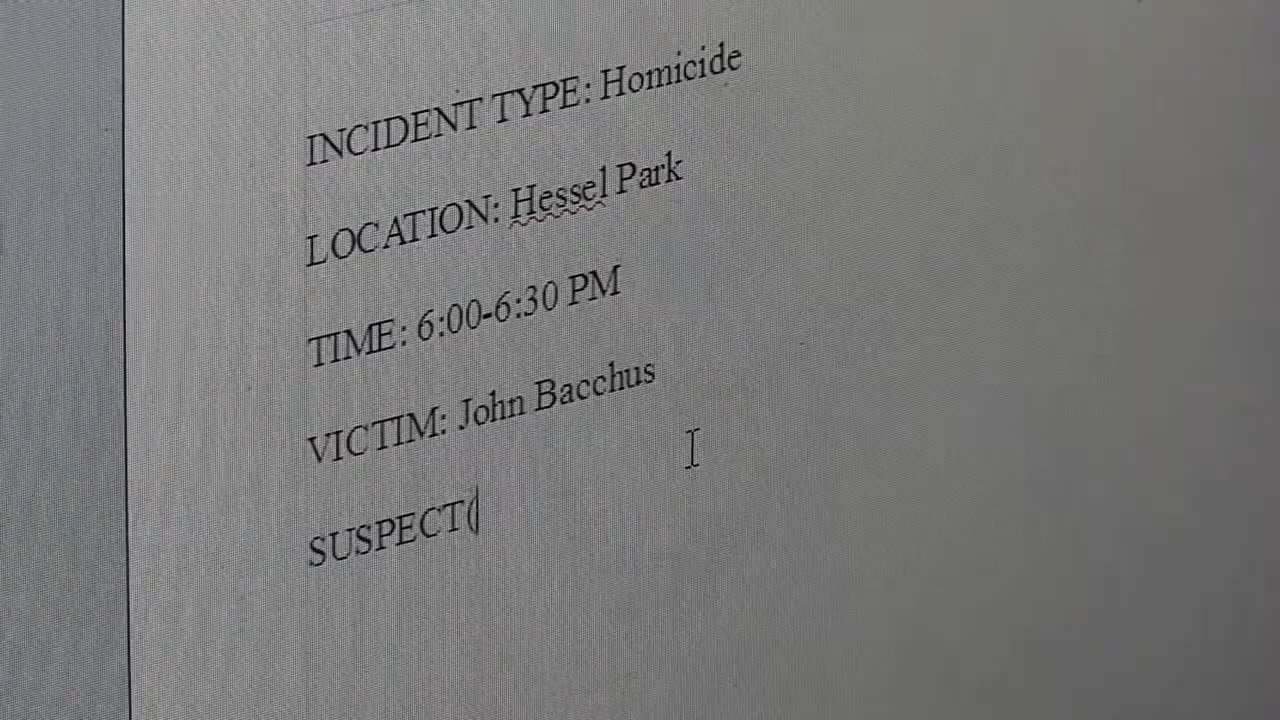 INCIDENT TYPE: Homicide
LOCATION: Hessel Park
TIME: 6:00-6:30 PM
VICTIM: John Bacchus
SUSPECT(